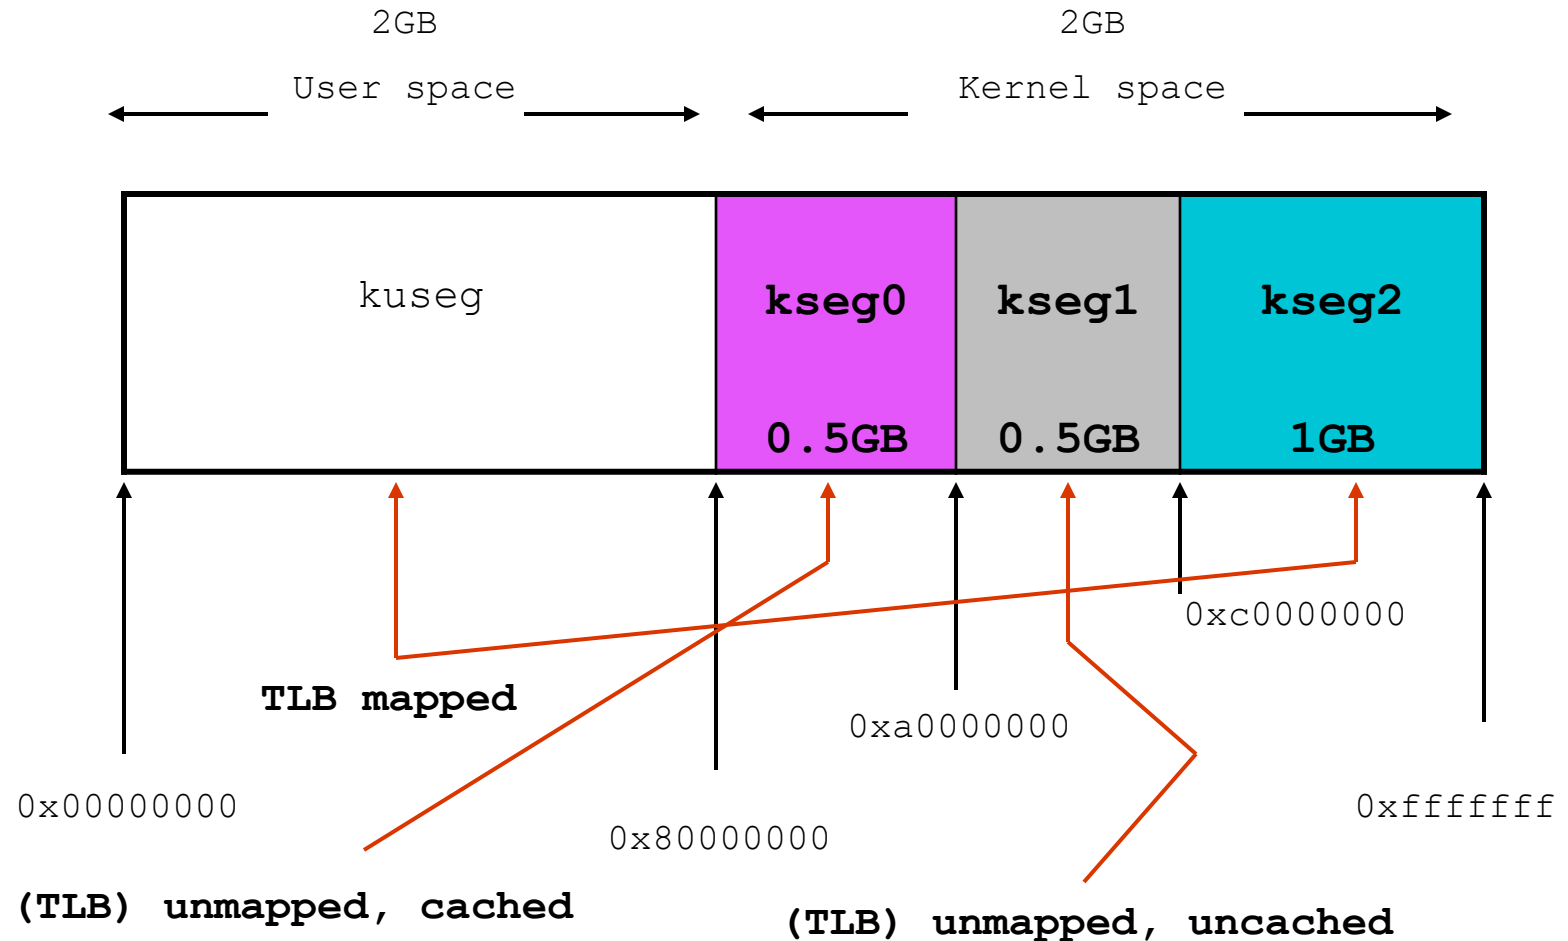 2GB 2GB
User space Kernel space
kuseg kseg0 kseg1 kseg2
0.5GB 0.5GB 1GB
0xc0000000
TLB mapped
0xa0000000
0x00000000 0xfffffff
0x80000000
(TLB) unmapped, cached
(TLB) unmapped, uncached